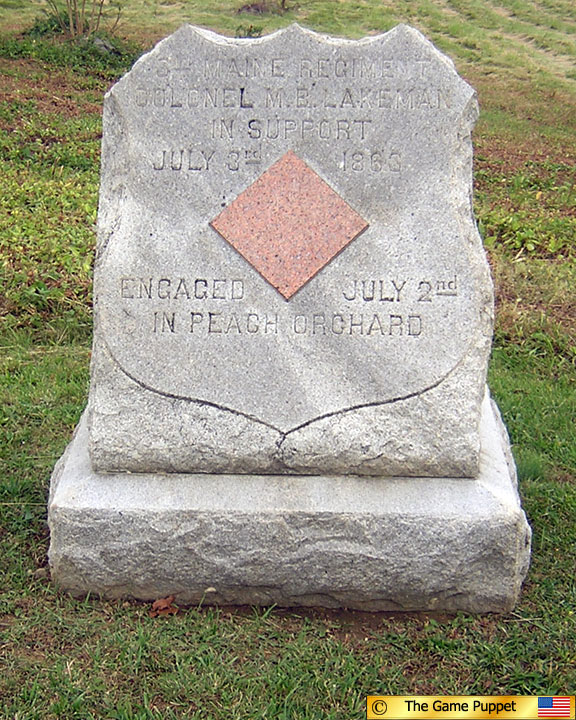 3rd MAINE REGIMENT
COLONEL M.B. LAKEMAN
IN SUPPORT
JULY 3rd 1863
ENGAGED JULY 2nd
IN PEACH ORCHARD
© The Game Puppet